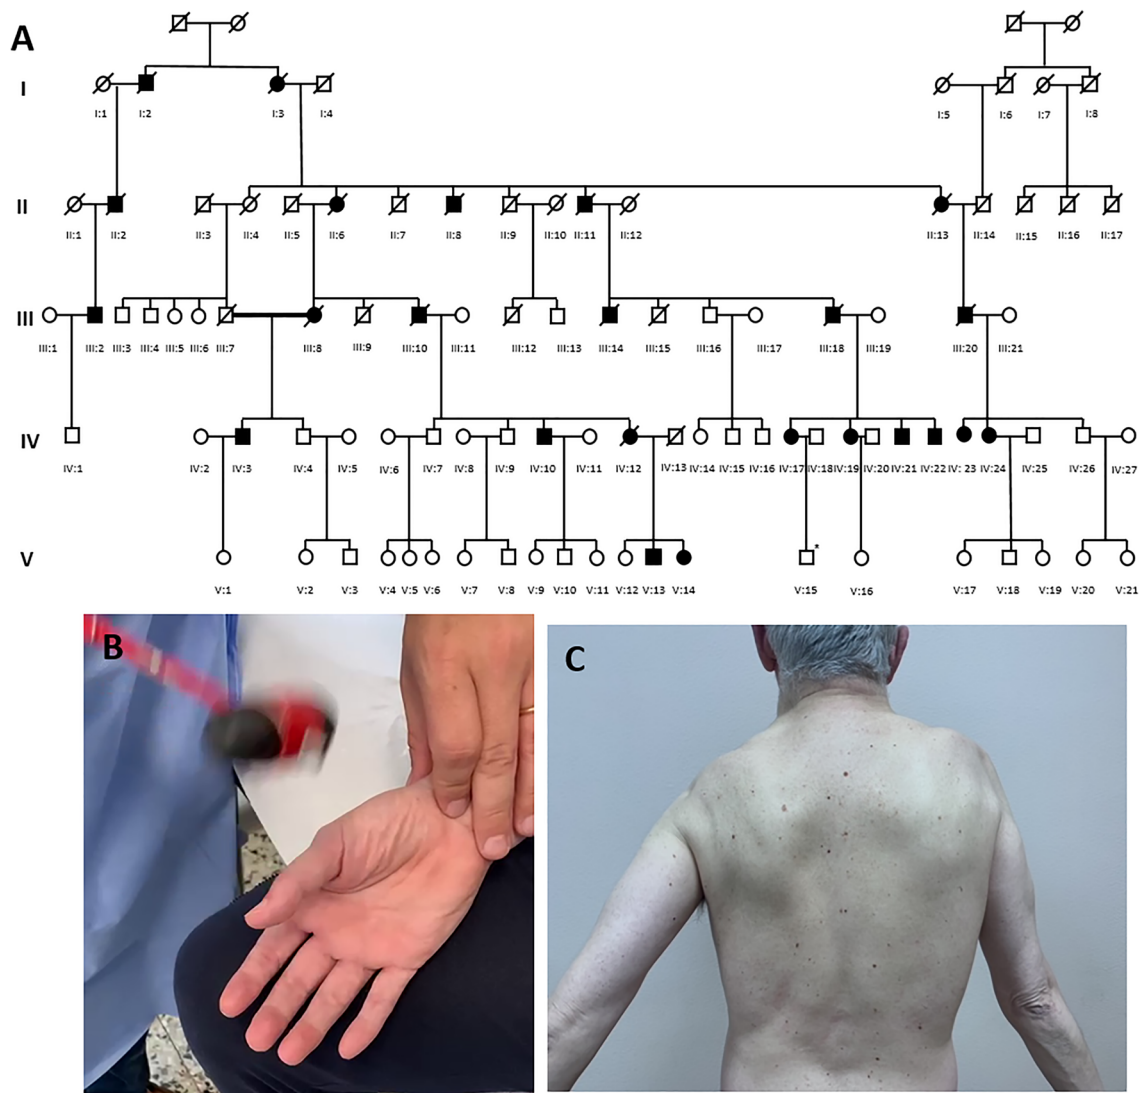 A
I
I:1 I:2 I:3 I:4 I:5 I:6 I:7 I:8
II
II:1 II:2 II:3 II:4 II:5 II:6 II:7 II:8 II:9 II:10 II:11 II:12 II:13 II:14 II:15 II:16 II:17
III
III:1 III:2 III:3 III:4 III:5 III:6 III:7 III:8 III:9 III:10 III:11 III:12 III:13 III:14 III:15 III:16 III:17 III:18 III:19 III:20 III:21
IV
IV:1 IV:2 IV:3 IV:4 IV:5 IV:6 IV:7 IV:8 IV:9 IV:10 IV:11 IV:12 IV:13 IV:14 IV:15 IV:16 IV:17 IV:18 IV:19 IV:20 IV:21 IV:22 IV: 23 IV:24 IV:25 IV:26 IV:27
*
V
V:1 V:2 V:3 V:4 V:5 V:6 V:7 V:8 V:9 V:10 V:11 V:12 V:13 V:14 V:15 V:16 V:17 V:18 V:19 V:20 V:21
B
C